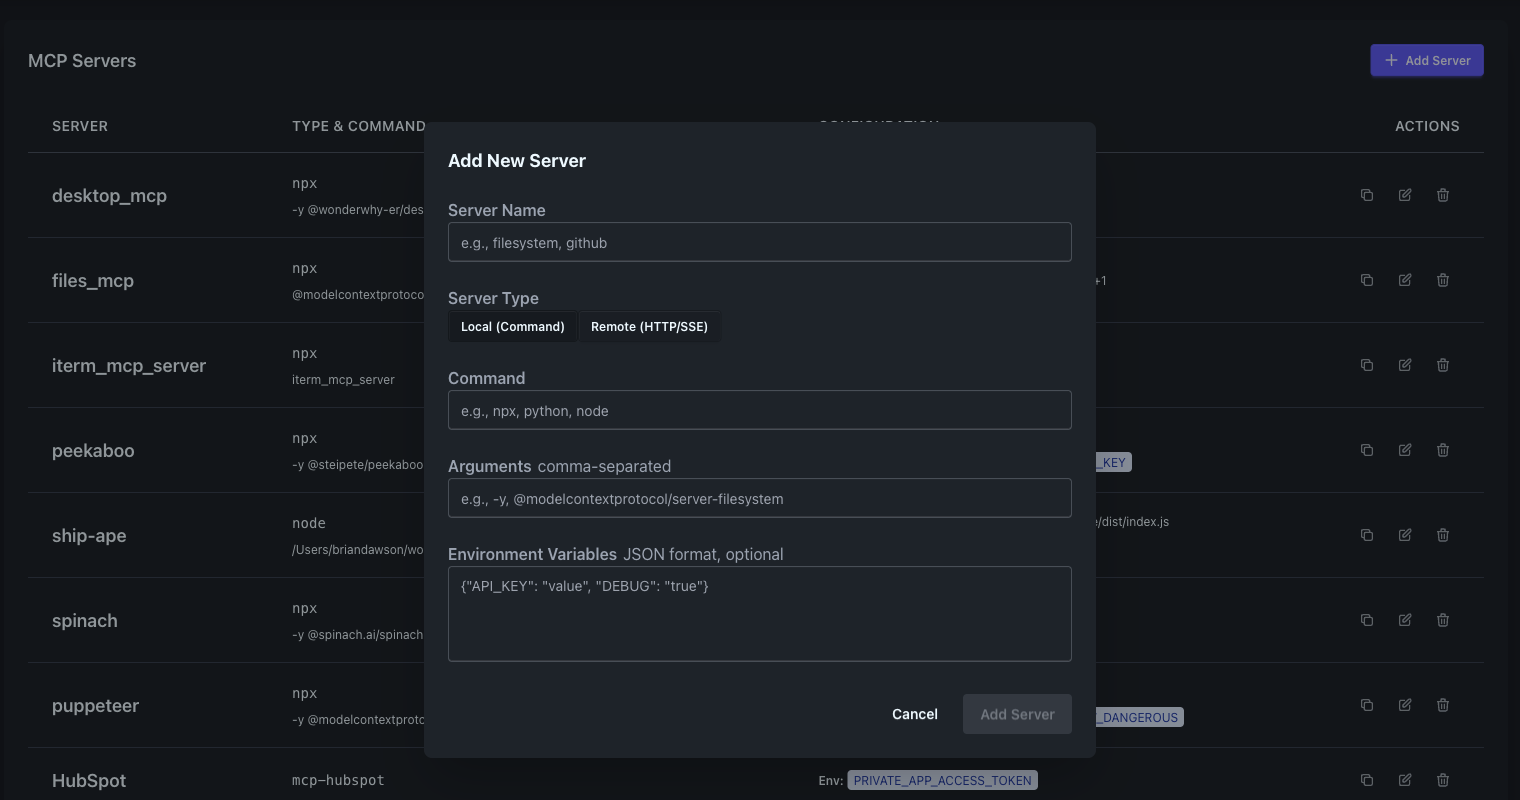 MCP Servers
Add Server
SERVER TYPE & COMMAND ACTIONS
Add New Server
desktop_mcp
npx
-y @wonderwhy-er/des
Server Name
e.g., filesystem, github
files_mcp
npx
@modelcontextprotoco
+1
Server Type
Local (Command) Remote (HTTP/SSE)
iterm_mcp_server
npx
iterm_mcp_server
Command
e.g., npx, python, node
peekaboo
npx
-y @steipete/peekaboo
_KEY
Arguments comma-separated
e.g., -y, @modelcontextprotocol/server-filesystem
ship-ape
node
/Users/briandawson/wo
/dist/index.js
Environment Variables JSON format, optional
{"API_KEY": "value", "DEBUG": "true"}
spinach
npx
-y @spinach.ai/spinach
puppeteer
npx
-y @modelcontextproto
_DANGEROUS
Cancel Add Server
HubSpot
mcp-hubspot
Env: PRIVATE_APP_ACCESS_TOKEN